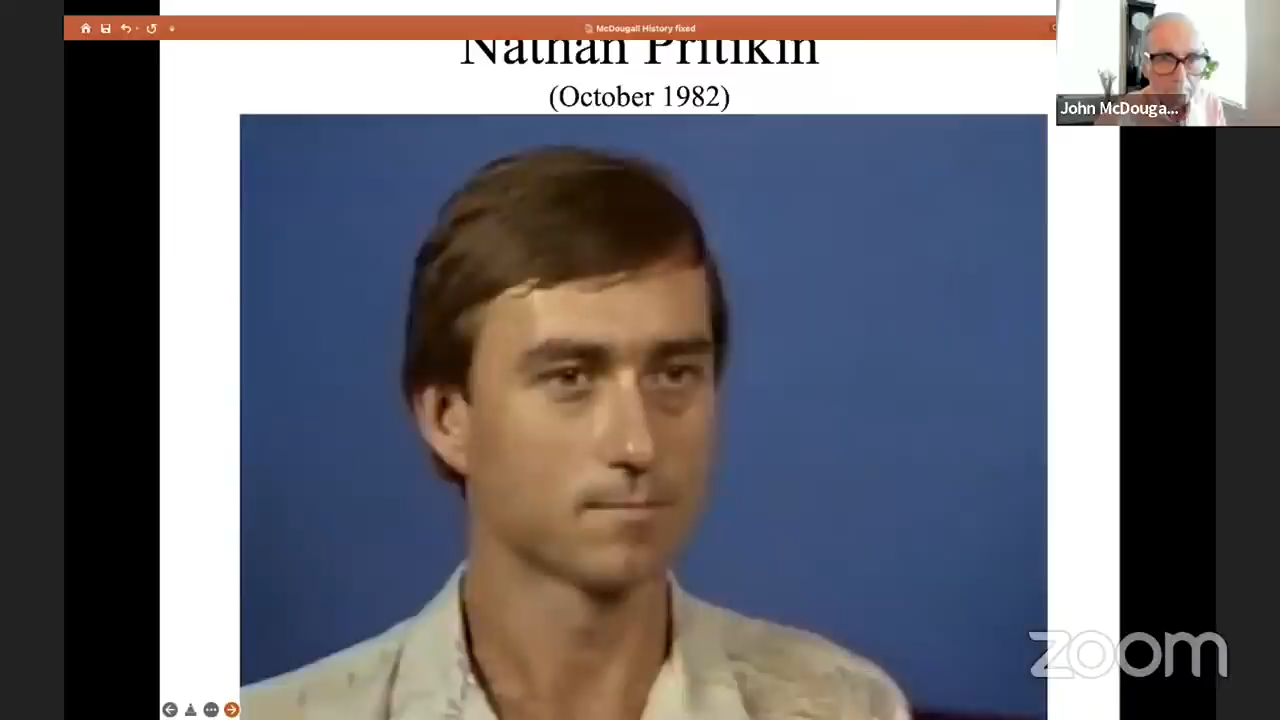 McDougall History fixed
Nathan Pritikin
(October 1982)
John McDouga...
zoom